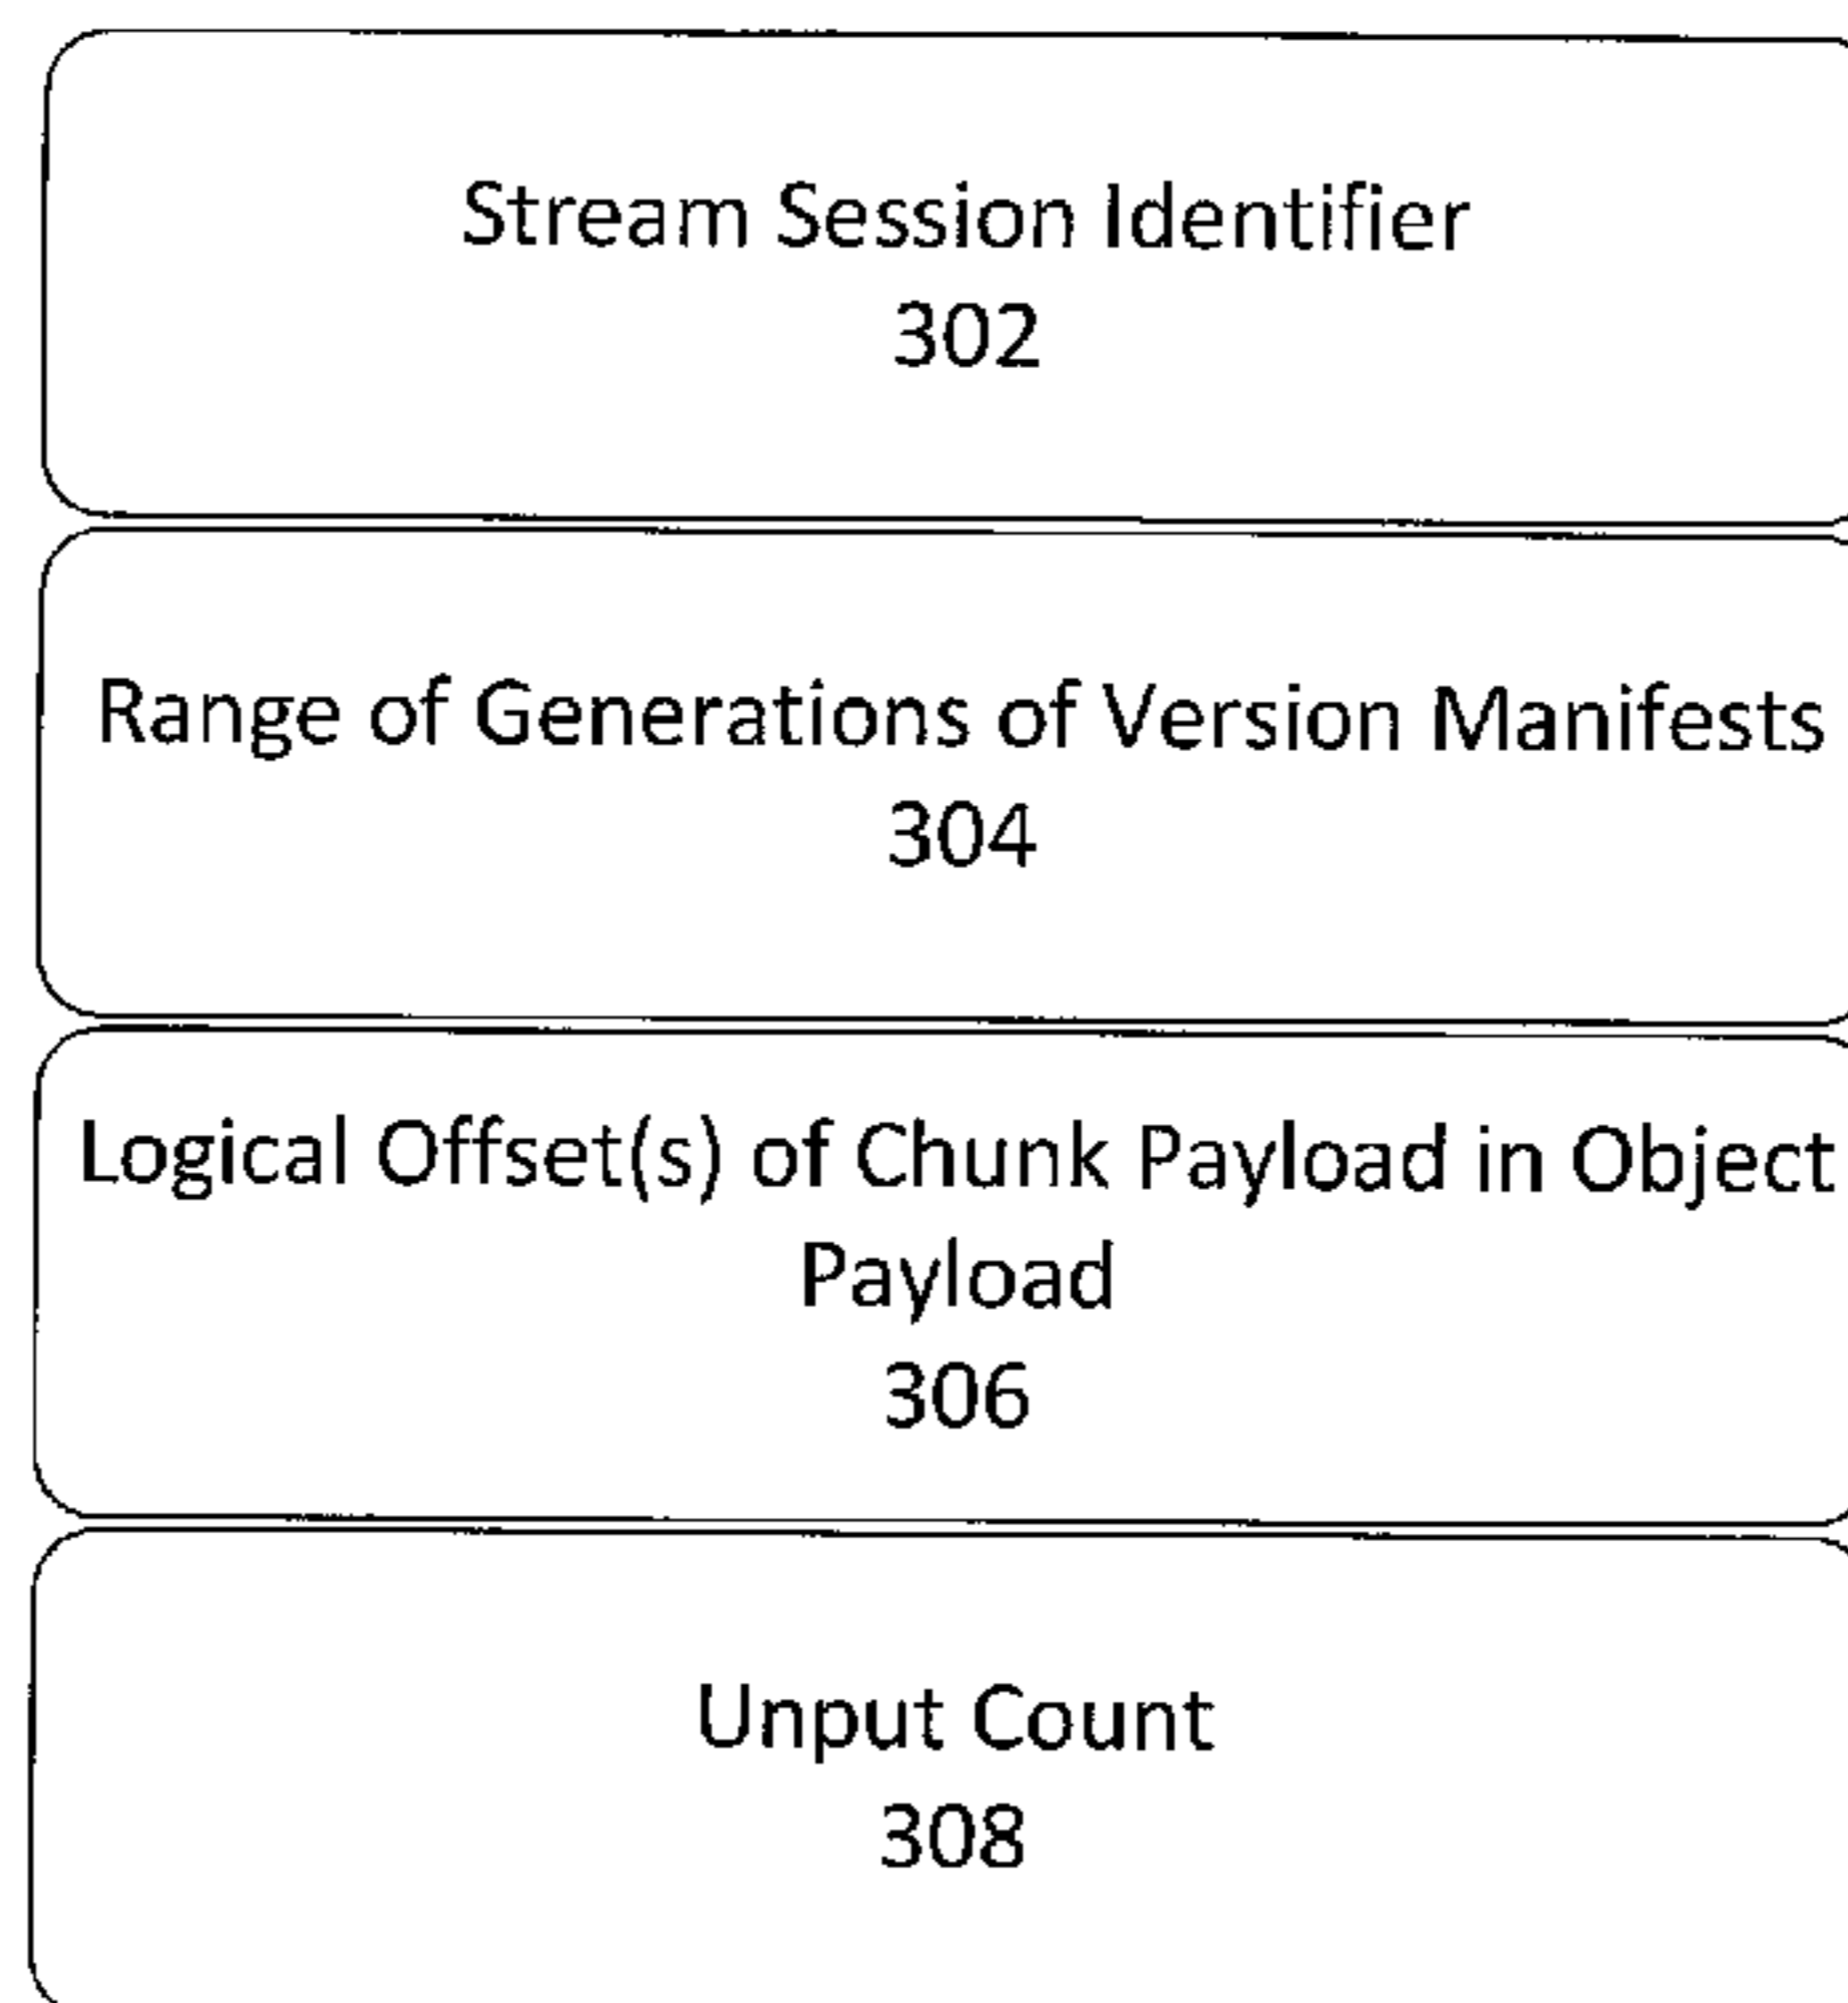 Stream Session Identifier
302
Range of Generations of Version Manifests
304
Logical Offset(s) of Chunk Payload in Object
Payload
306
Unput Count
308